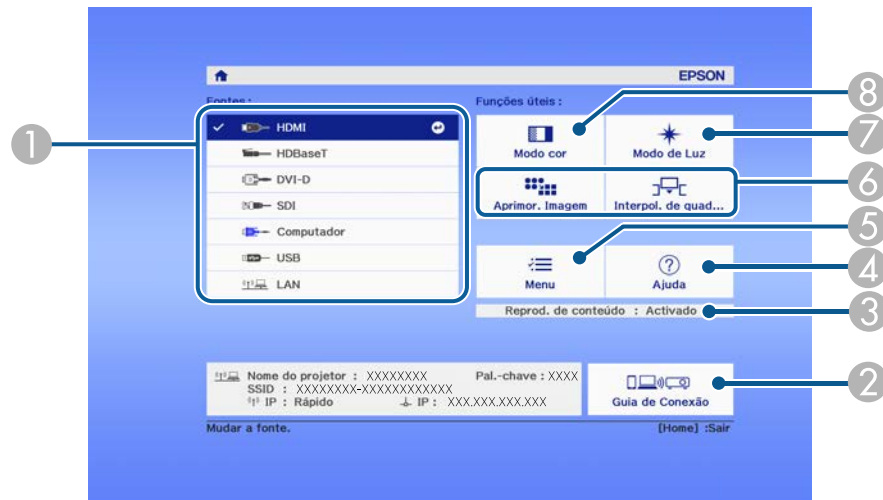 EPSON
Fontes :
HDMI
HDBaseT
DVI-D
SDI
Computador
USB
LAN
Funções úteis :
Modo cor
Modo de Luz
Aprimor. Imagem
Interpol. de quad...
Menu
Ajuda
Reprod. de conteúdo : Activado
Nome do projetor : XXXXXXXX Pal.-chave : XXXX
SSID : XXXXXXXX-XXXXXXXXXXXX
IP : Rápido IP : XXX.XXX.XXX.XXX
Guia de Conexão
Mudar a fonte. [Home] :Sair
1
8
7
6
5
4
3
2